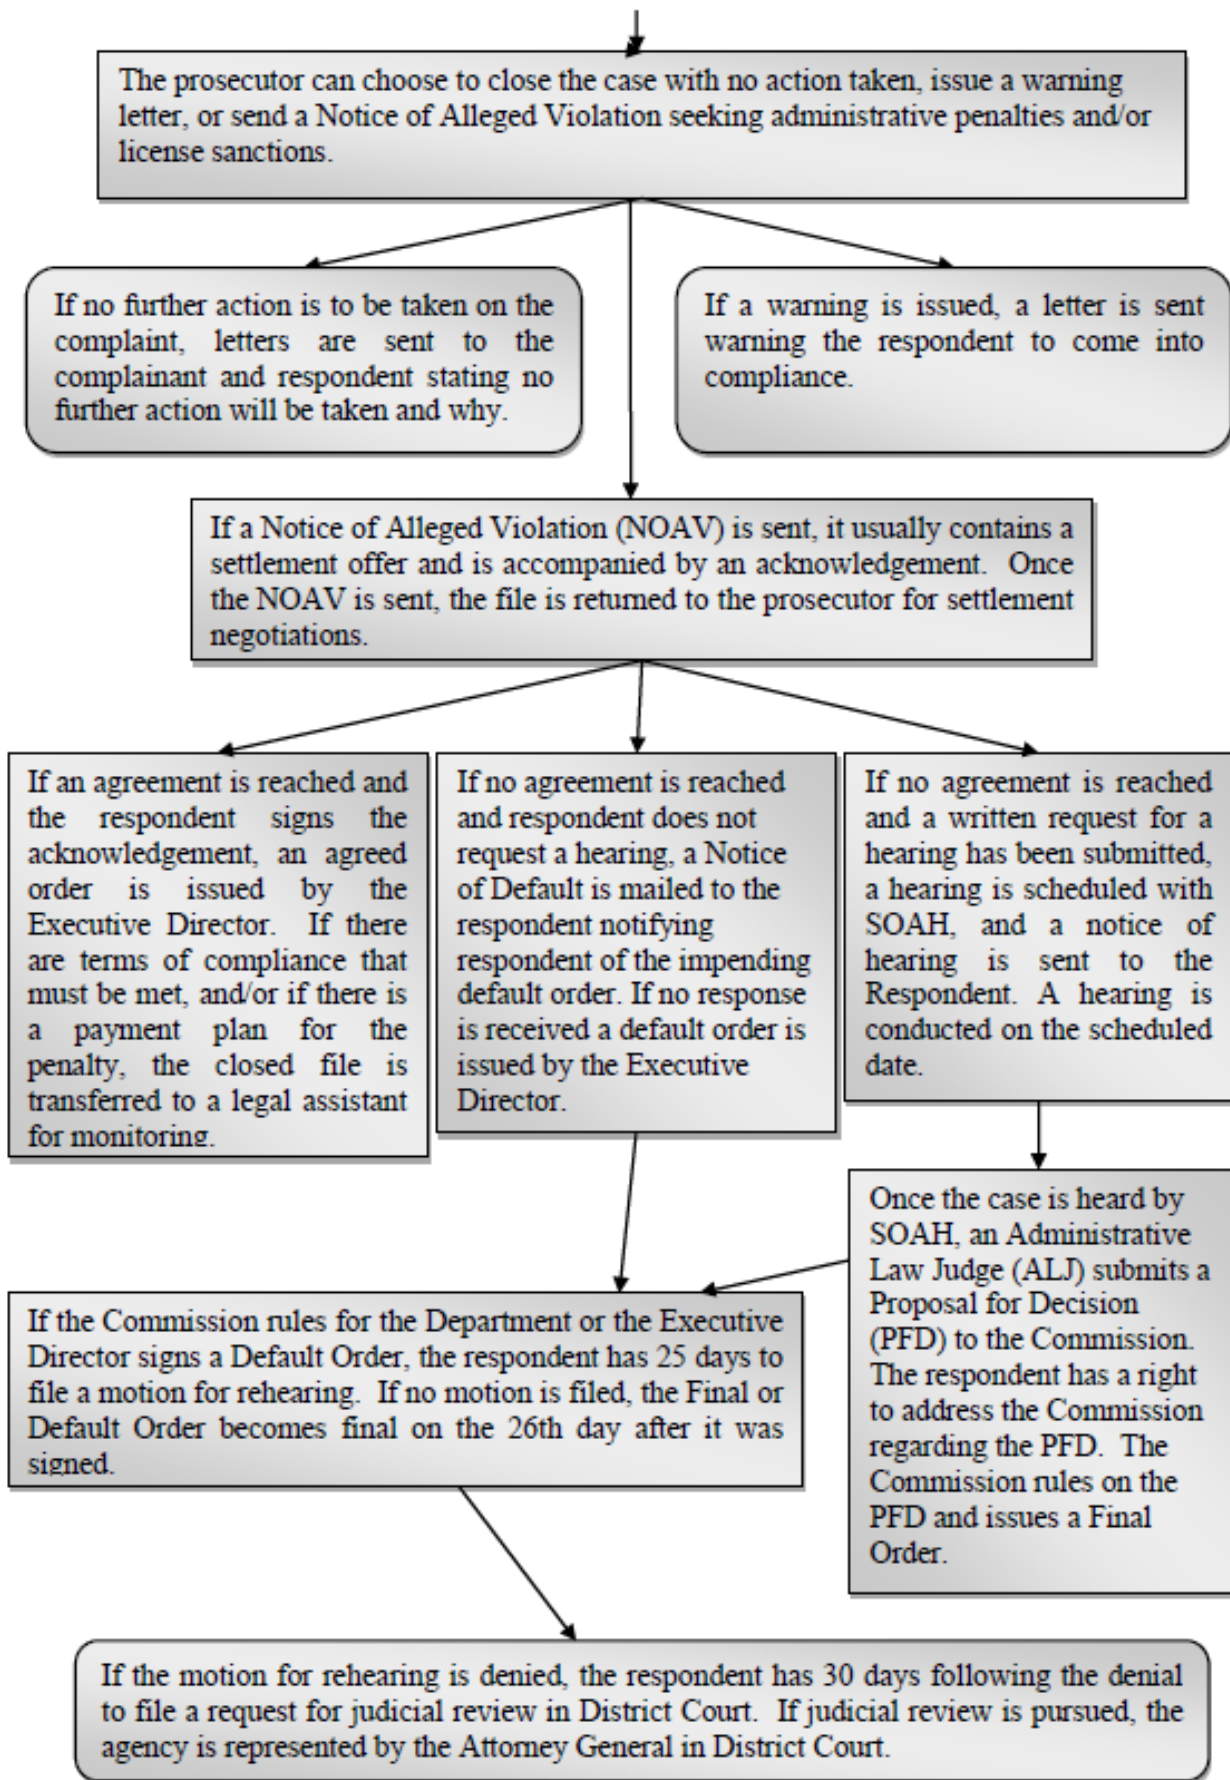 The prosecutor can choose to close the case with no action taken, issue a warning
letter, or send a Notice of Alleged Violation seeking administrative penalties and/or
license sanctions.
If no further action is to be taken on the
complaint, letters are sent to the
complainant and respondent stating no
further action will be taken and why.
If a warning is issued, a letter is sent
warning the respondent to come into
compliance.
If a Notice of Alleged Violation (NOAV) is sent, it usually contains a
settlement offer and is accompanied by an acknowledgement. Once
the NOAV is sent, the file is returned to the prosecutor for settlement
negotiations.
If an agreement is reached and
the respondent signs the
acknowledgement, an agreed
order is issued by the
Executive Director. If there
are terms of compliance that
must be met, and/or if there is
a payment plan for the
penalty, the closed file is
transferred to a legal assistant
for monitoring.
If no agreement is reached
and respondent does not
request a hearing, a Notice
of Default is mailed to the
respondent notifying
respondent of the impending
default order. If no response
is received a default order is
issued by the Executive
Director.
If no agreement is reached
and a written request for a
hearing has been submitted,
a hearing is scheduled with
SOAH, and a notice of
hearing is sent to the
Respondent. A hearing is
conducted on the scheduled
date.
Once the case is heard by
SOAH, an Administrative
Law Judge (ALJ) submits a
Proposal for Decision
(PFD) to the Commission.
The respondent has a right
to address the Commission
regarding the PFD. The
Commission rules on the
PFD and issues a Final
Order.
If the Commission rules for the Department or the Executive
Director signs a Default Order, the respondent has 25 days to
file a motion for rehearing. If no motion is filed, the Final or
Default Order becomes final on the 26th day after it was
signed.
If the motion for rehearing is denied, the respondent has 30 days following the denial
to file a request for judicial review in District Court. If judicial review is pursued, the
agency is represented by the Attorney General in District Court.